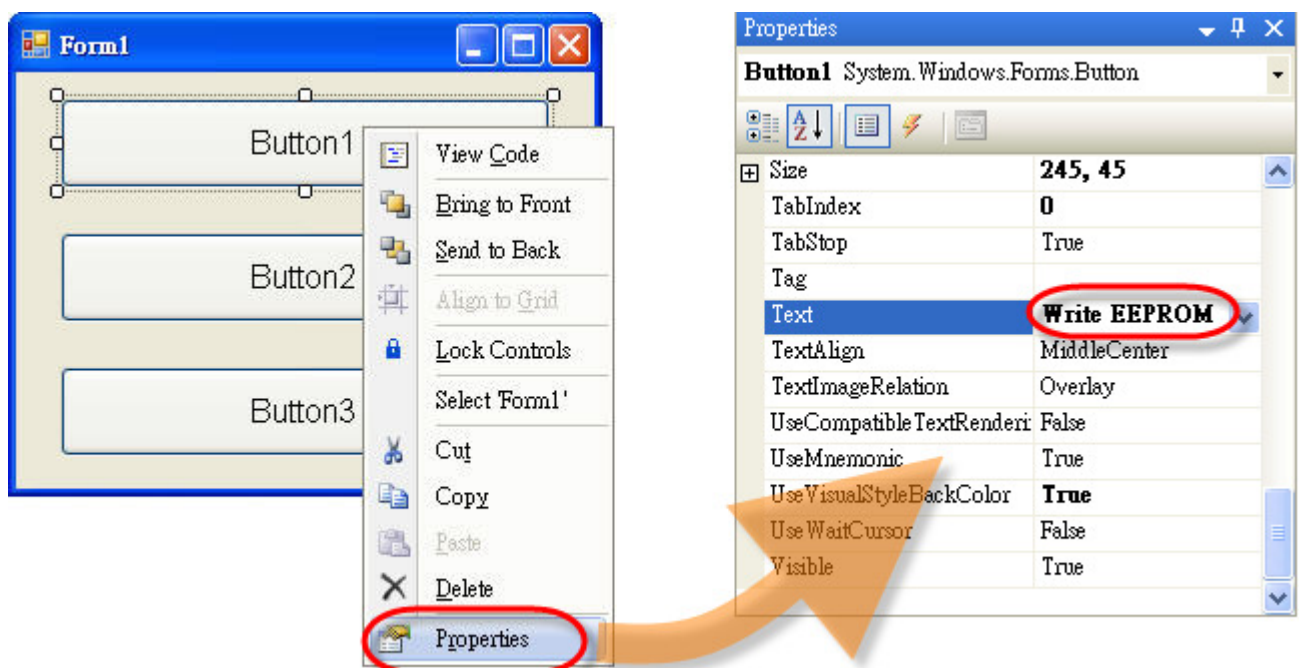 Form1
Button1
Button2
Button3
View Code
Bring to Front
Send to Back
Align to Grid
Lock Controls
Select 'Form1'
Cut
Copy
Paste
Delete
Properties
Properties
Button1 System.Windows.Forms.Button
Size 245, 45
TabIndex 0
TabStop True
Tag
Text Write EEPROM
TextAlign MiddleCenter
TextImageRelation Overlay
UseCompatibleTextRenderi False
UseMnemonic True
UseVisualStyleBackColor True
UseWaitCursor False
Visible True